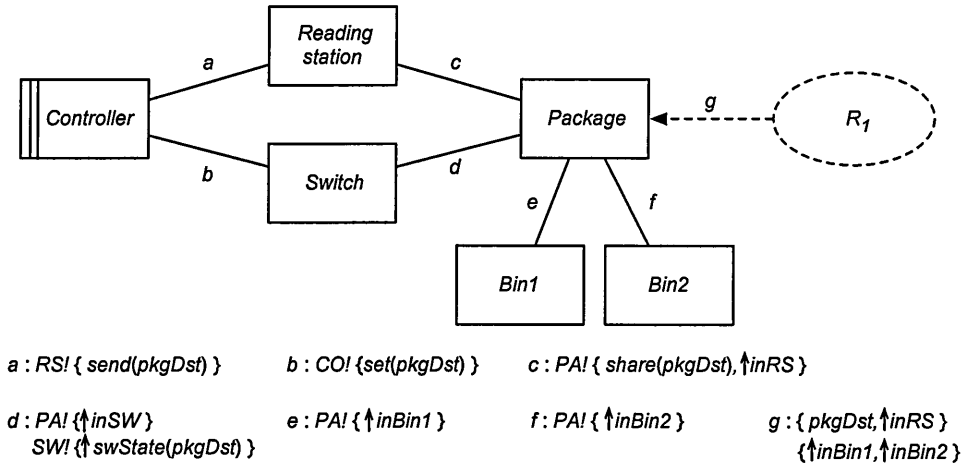 Reading
station
a
c
Controller
Package
g
R1
b
Switch
d
e
f
Bin1
Bin2
a : RS! { send(pkgDst) }
b : CO! {set(pkgDst) }
c : PA! { share(pkgDst),↑inRS }
d : PA! {↑inSW }
e : PA! {↑inBin1 }
f : PA! { ↑inBin2 }
g : { pkgDst,↑inRS }
SW! {↑swState(pkgDst) }
{↑inBin1,↑inBin2 }